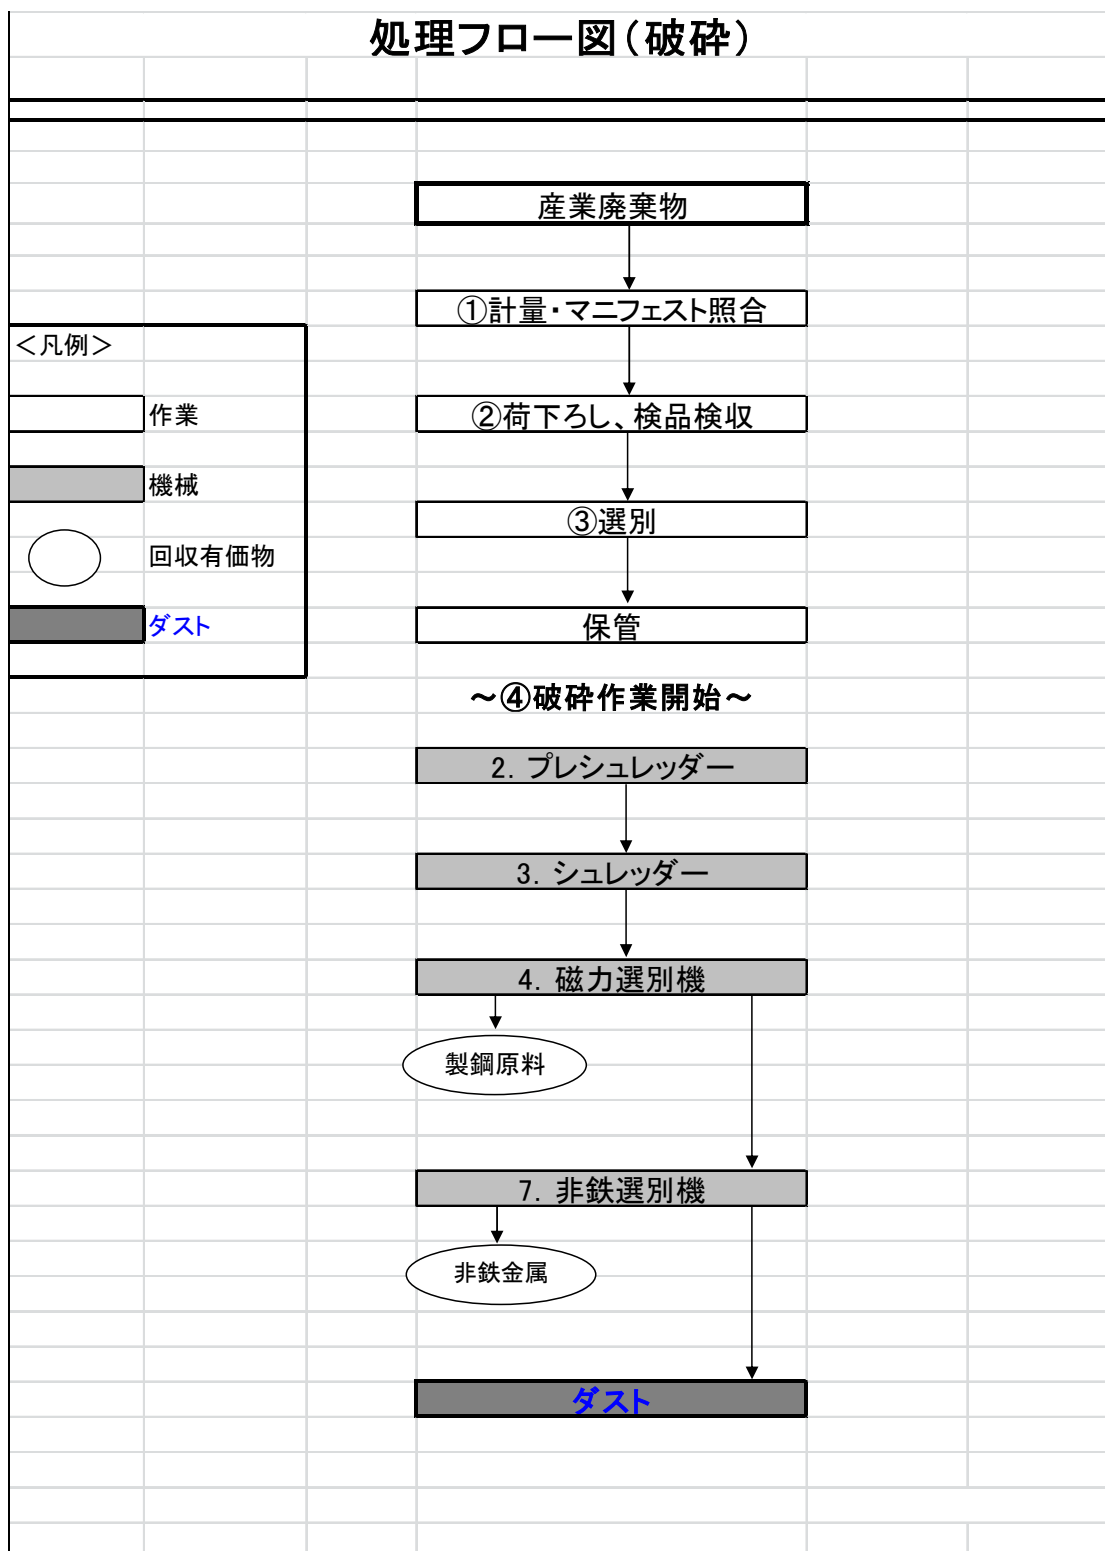 処理フロー図（破砕）
産業廃棄物
①計量・マニフェスト照合
＜凡例＞
作業
②荷下ろし、検品検収
機械
③選別
回収有価物
ダスト
保管
～④破砕作業開始～
2．プレシュレッダー
3．シュレッダー
4．磁力選別機
製鋼原料
7．非鉄選別機
非鉄金属
ダスト